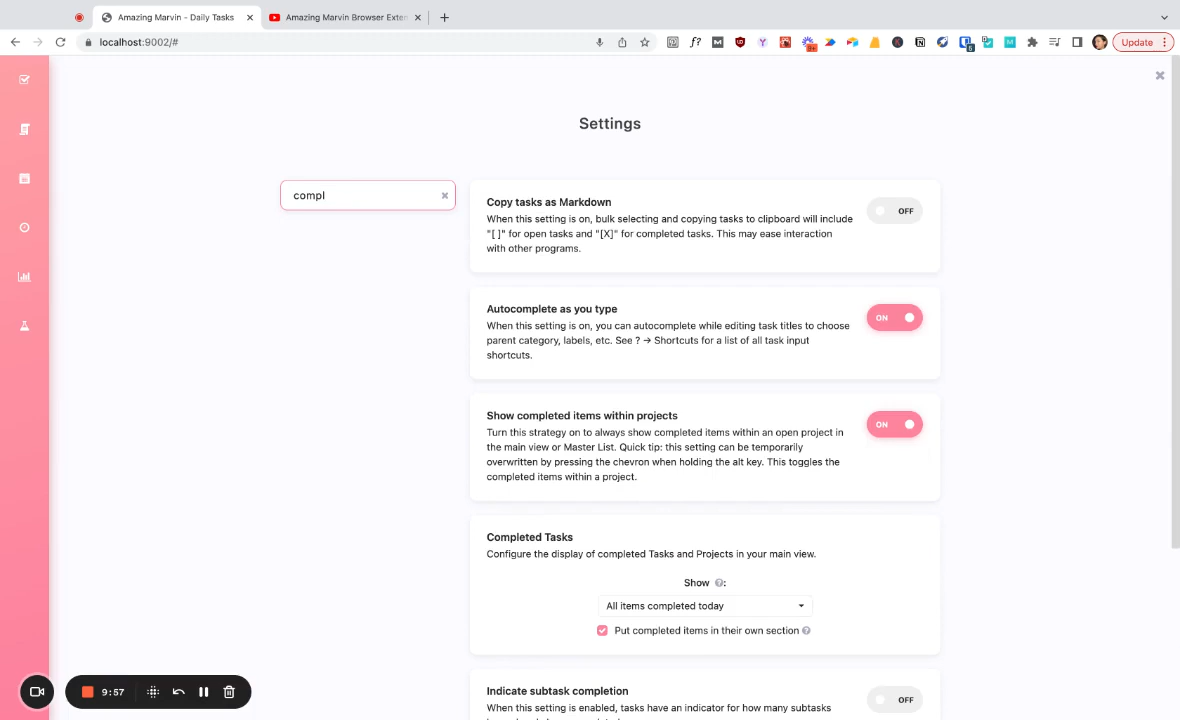 Amazing Marvin - Daily Tasks
Amazing Marvin Browser Exte
localhost:9002/#
Update
Settings
compl
Copy tasks as Markdown
When this setting is on, bulk selecting and copying tasks to clipboard will include
"[ ]" for open tasks and "[X]" for completed tasks. This may ease interaction
with other programs.
OFF
Autocomplete as you type
When this setting is on, you can autocomplete while editing task titles to choose
parent category, labels, etc. See ? → Shortcuts for a list of all task input
shortcuts.
ON
Show completed items within projects
Turn this strategy on to always show completed items within an open project in
the main view or Master List. Quick tip: this setting can be temporarily
overwritten by pressing the chevron when holding the alt key. This toggles the
completed items within a project.
ON
Completed Tasks
Configure the display of completed Tasks and Projects in your main view.
Show ?:
All items completed today
Put completed items in their own section ?
Indicate subtask completion
When this setting is enabled, tasks have an indicator for how many subtasks
OFF
9:57